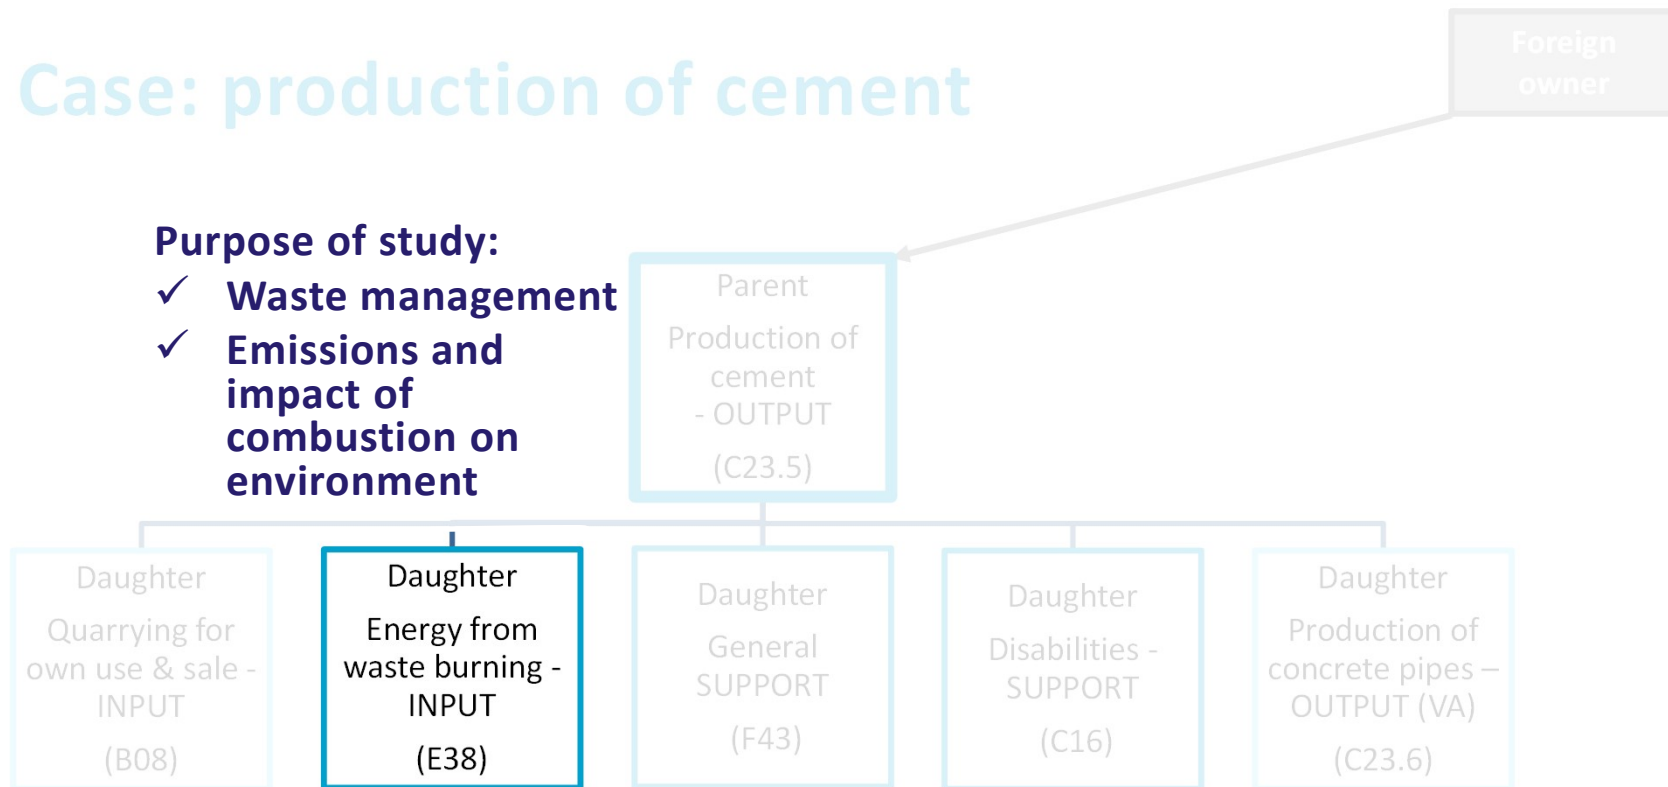 Foreign
owner
Case: production of cement
Purpose of study:
✓ Waste management
✓ Emissions and
impact of
combustion on
environment
Parent
Production of
cement
- OUTPUT
(C23.5)
Daughter
Quarrying for
own use & sale -
INPUT
(B08)
Daughter
Energy from
waste burning -
INPUT
(E38)
Daughter
General
SUPPORT
(F43)
Daughter
Disabilities -
SUPPORT
(C16)
Daughter
Production of
concrete pipes –
OUTPUT (VA)
(C23.6)